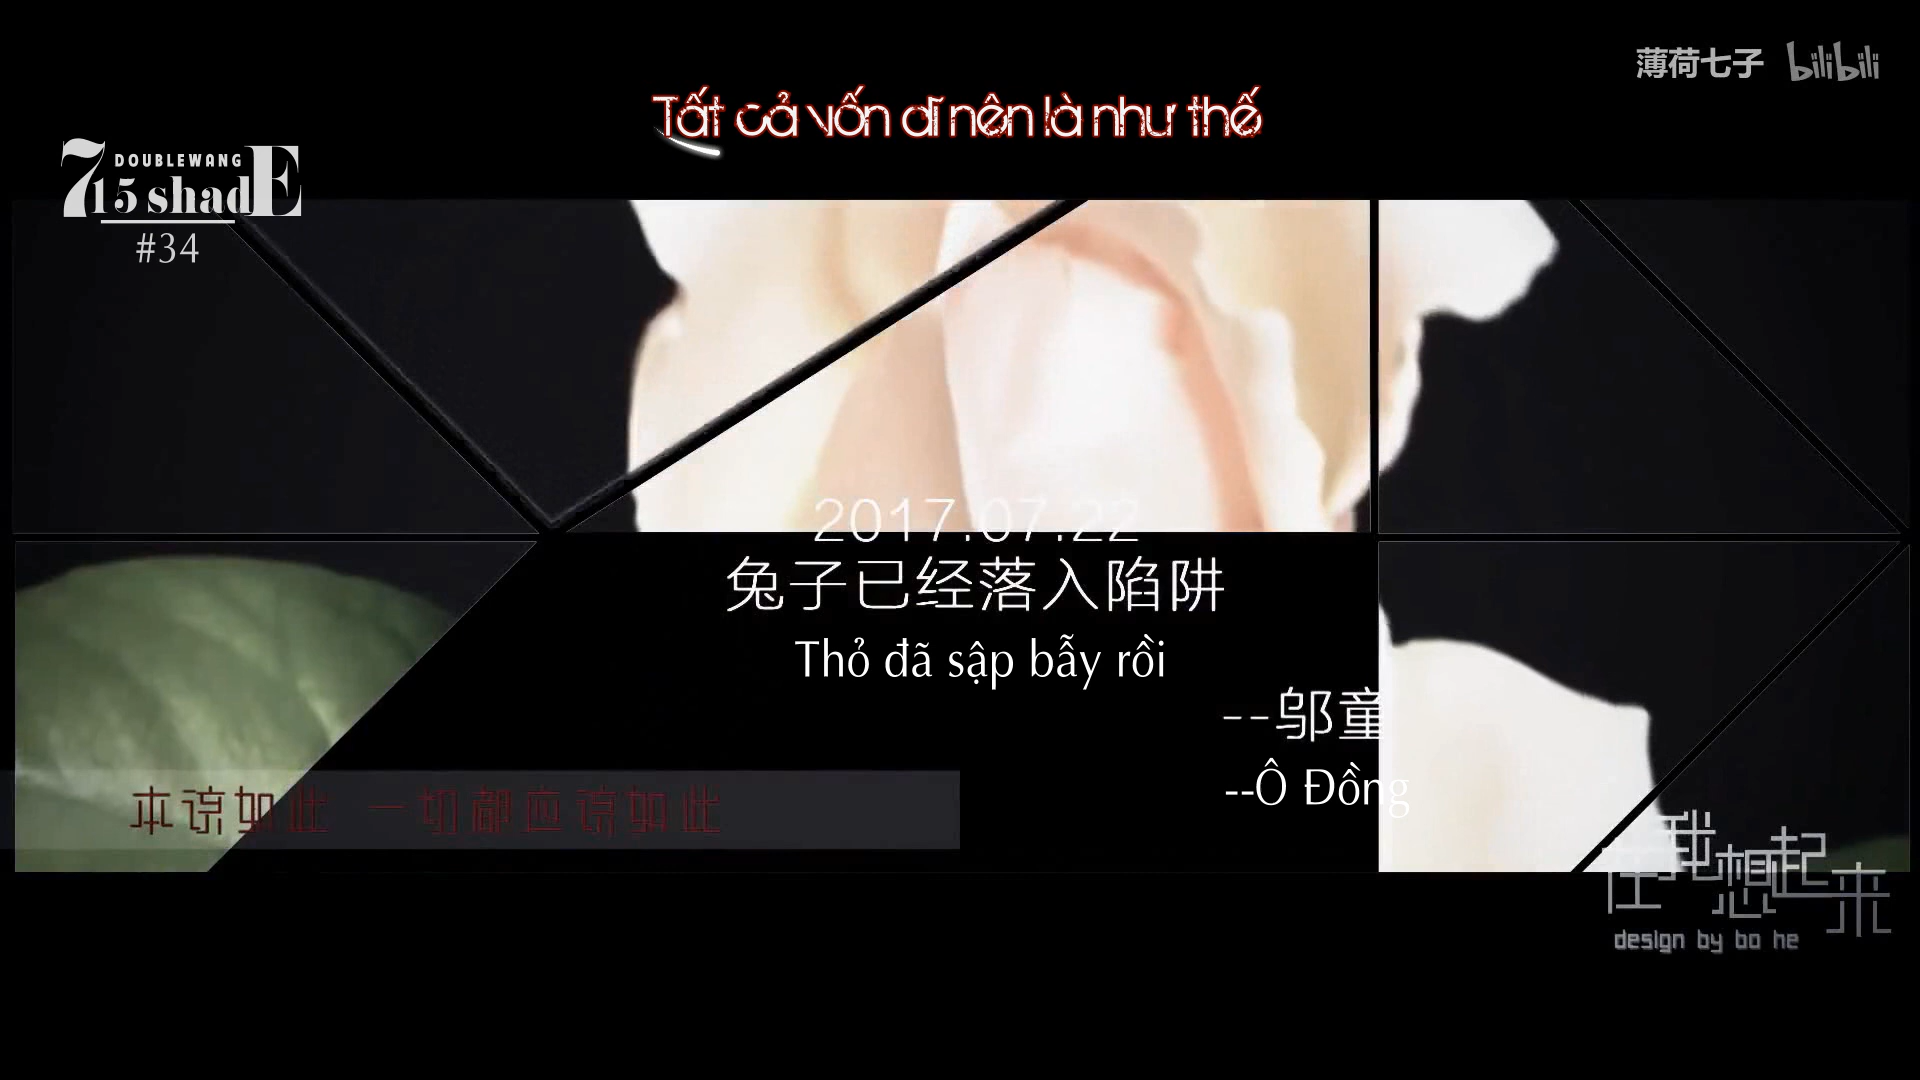 薄荷七子 bilibili
Tất cả vốn dĩ nên là như thế
DOUBLEWANG
715 shadE
#34
2017.07.22
兔子已经落入陷阱
Thỏ đã sập bẫy rồi
--邬童
--Ô Đồng
本该如此 一切都应该如此
在我想起来
design by bo he